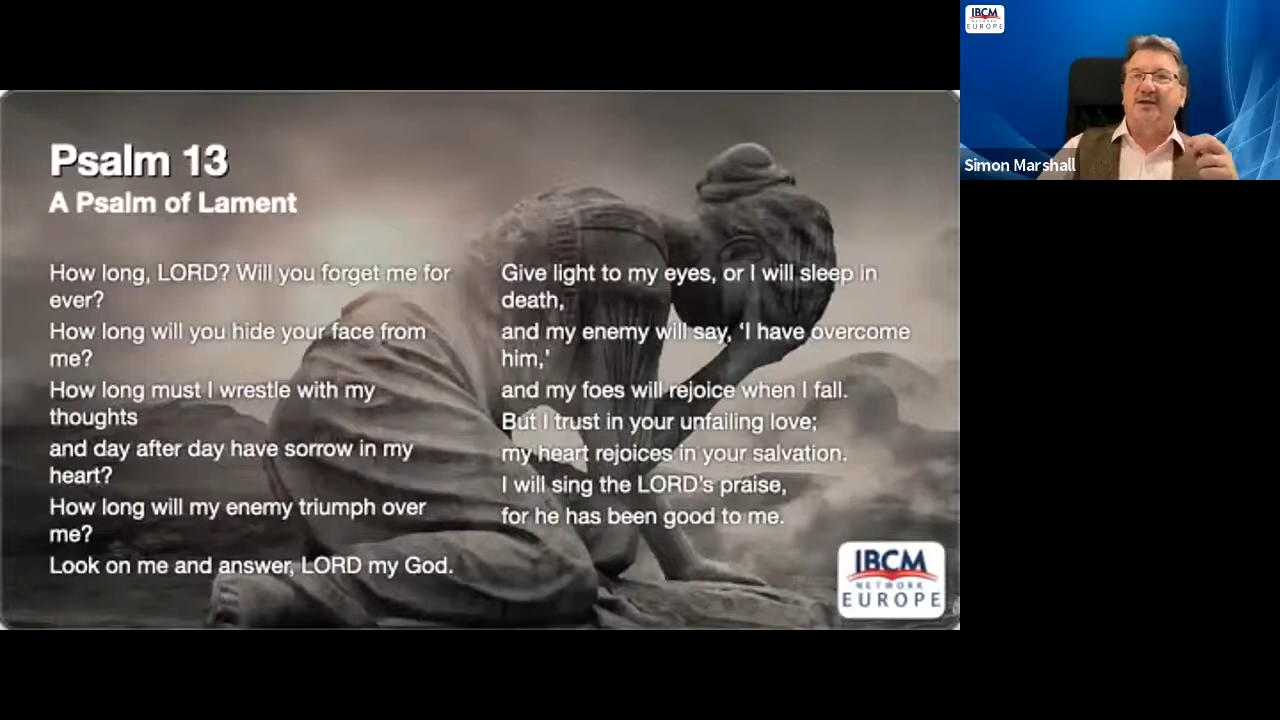 Psalm 13
A Psalm of Lament
How long, LORD? Will you forget me for
ever?
How long will you hide your face from
me?
How long must I wrestle with my
thoughts
and day after day have sorrow in my
heart?
How long will my enemy triumph over
me?
Look on me and answer, LORD my God.
Give light to my eyes, or I will sleep in
death,
and my enemy will say, ‘I have overcome
him,’
and my foes will rejoice when I fall.
But I trust in your unfailing love;
my heart rejoices in your salvation.
I will sing the LORD’s praise,
for he has been good to me.
IBCM
NETWORK
EUROPE
IBCM
NETWORK
EUROPE
Simon Marshall